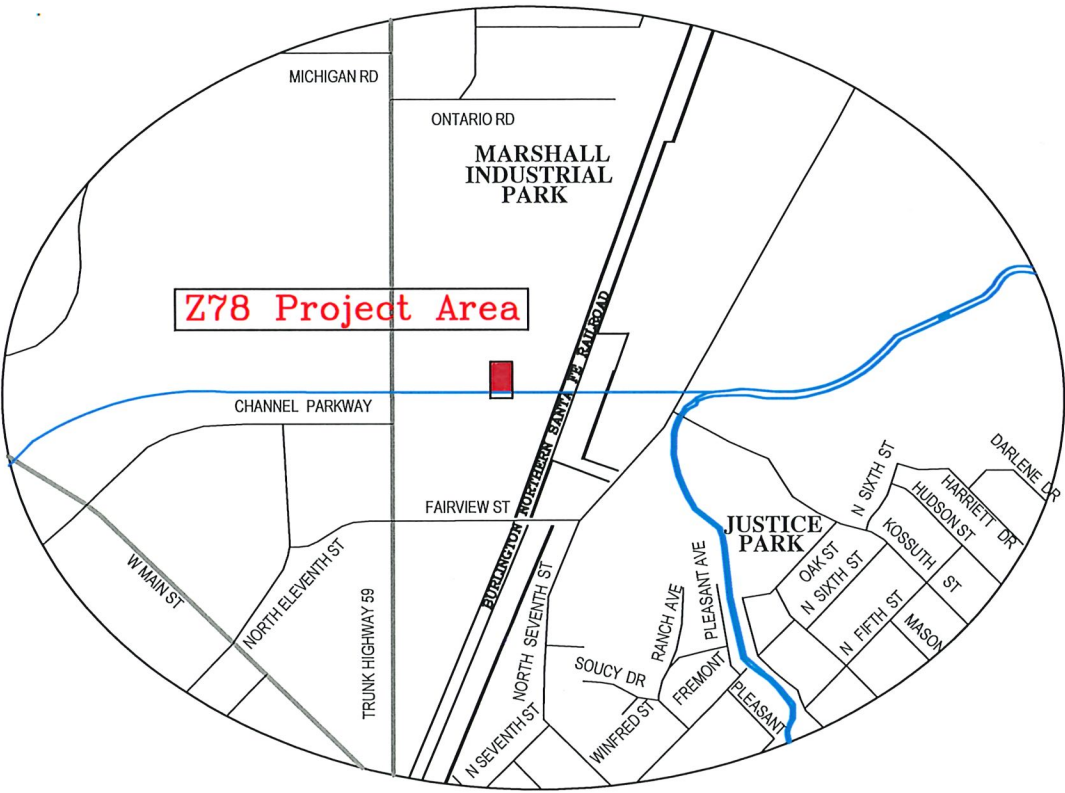 MICHIGAN RD
ONTARIO RD
MARSHALL
INDUSTRIAL
PARK
Z78 Project Area
BURLINGTON NORTHERN SANTA FE RAILROAD
CHANNEL PARKWAY
FAIRVIEW ST
W MAIN ST
NORTH ELEVENTH ST
TRUNK HIGHWAY 59
NORTH SEVENTH ST
N SEVENTH ST
SOUCY DR
WINFRED ST
RANCH AVE
FREMONT
PLEASANT AVE
PLEASANT
JUSTICE
PARK
OAK ST
N SIXTH ST
N SIXTH ST
N FIFTH ST
KOSSUTH ST
HUDSON ST
HARRIETT DR
DARLENE DR
MASON